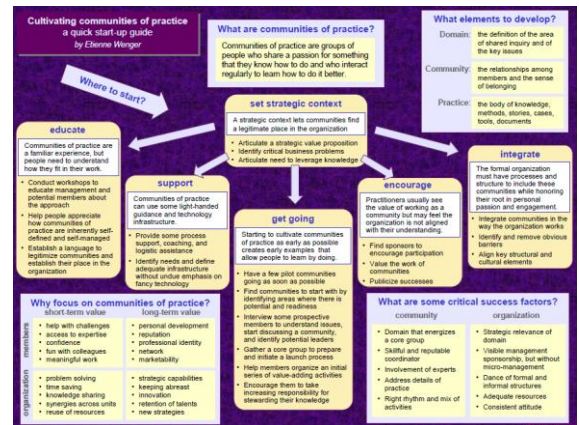 Cultivating communities of practice
a quick start-up guide
by Etienne Wenger
What are communities of practice?
Communities of practice are groups of
people who share a passion for
something that they know how to do
and who interact regularly to learn
how to do it better.
What elements to develop?
Domain: the definition of the area
of shared inquiry and of
the key issues
Community: the relationships among
members and the sense
of belonging
Practice: the body of knowledge,
methods, stories, cases,
tools, documents
Where to start?
set strategic context
A strategic context lets communities find
a legitimate place in the organization
• Articulate a strategic value proposition
• Identify critical business problems
• Articulate need to leverage knowledge
educate
Communities of practice are
a familiar experience, but
people need to understand
how they fit in their work.
• Conduct workshops to
educate management and
potential members about
the approach
• Help people appreciate
how communities of
practice are inherently self-
defined and self-managed
• Establish a language to
legitimize communities and
establish their place in the
organization
support
Communities of practice
can use some light-handed
guidance and technology
infrastructure.
• Provide some process
support, coaching, and
logistic assistance
• Identify needs and define
adequate infrastructure
without undue emphasis on
fancy technology
get going
Starting to cultivate communities
of practice as early as possible
creates early examples that
allow people to learn by doing.
• Have a few pilot communities
going as soon as possible
• Find communities to start with by
identifying areas where there is
potential and readiness
• Interview some prospective
members to understand issues,
start discussing a community,
and identify potential leaders
• Gather a core group to prepare
and initiate a launch process
• Help members organize an initial
series of value-adding activities
• Encourage them to take
increasing responsibility for
stewarding their knowledge
encourage
Practitioners usually see
the value of working as a
community but may feel the
organization is not aligned
with their understanding.
• Find sponsors to
encourage participation
• Value the work of
communities
• Publicize successes
integrate
The formal organization
must have processes and
structure to include these
communities while honoring
their root in personal
passion and engagement.
• Integrate communities in the
way the organization works
• Identify and remove obvious
barriers
• Align key structural and
cultural elements
Why focus on communities of practice?
short-term value long-term value
members
• help with challenges
• access to expertise
• confidence
• fun with colleagues
• meaningful work
• personal development
• reputation
• professional identity
• network
• marketability
organization
• problem solving
• time saving
• knowledge sharing
• synergies across units
• reuse of resources
• strategic capabilities
• keeping abreast
• innovation
• retention of talents
• new strategies
What are some critical success factors?
community organization
• Domain that energizes
a core group
• Skillful and reputable
coordinator
• Involvement of experts
• Address details of
practice
• Right rhythm and mix of
activities
• Strategic relevance of
domain
• Visible management
sponsorship, but without
micro-management
• Dance of formal and
informal structures
• Adequate resources
• Consistent attitude